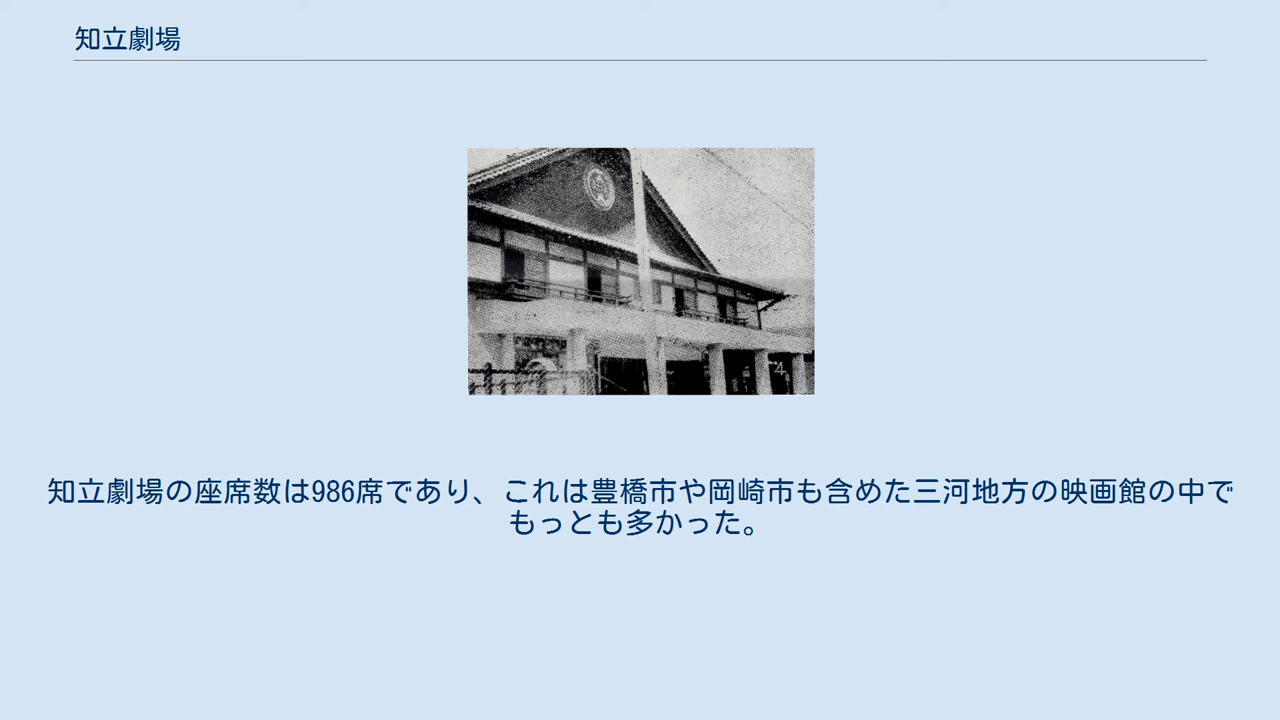 知立劇場
知立劇場の座席数は986席であり、これは豊橋市や岡崎市も含めた三河地方の映画館の中で
もっとも多かった。